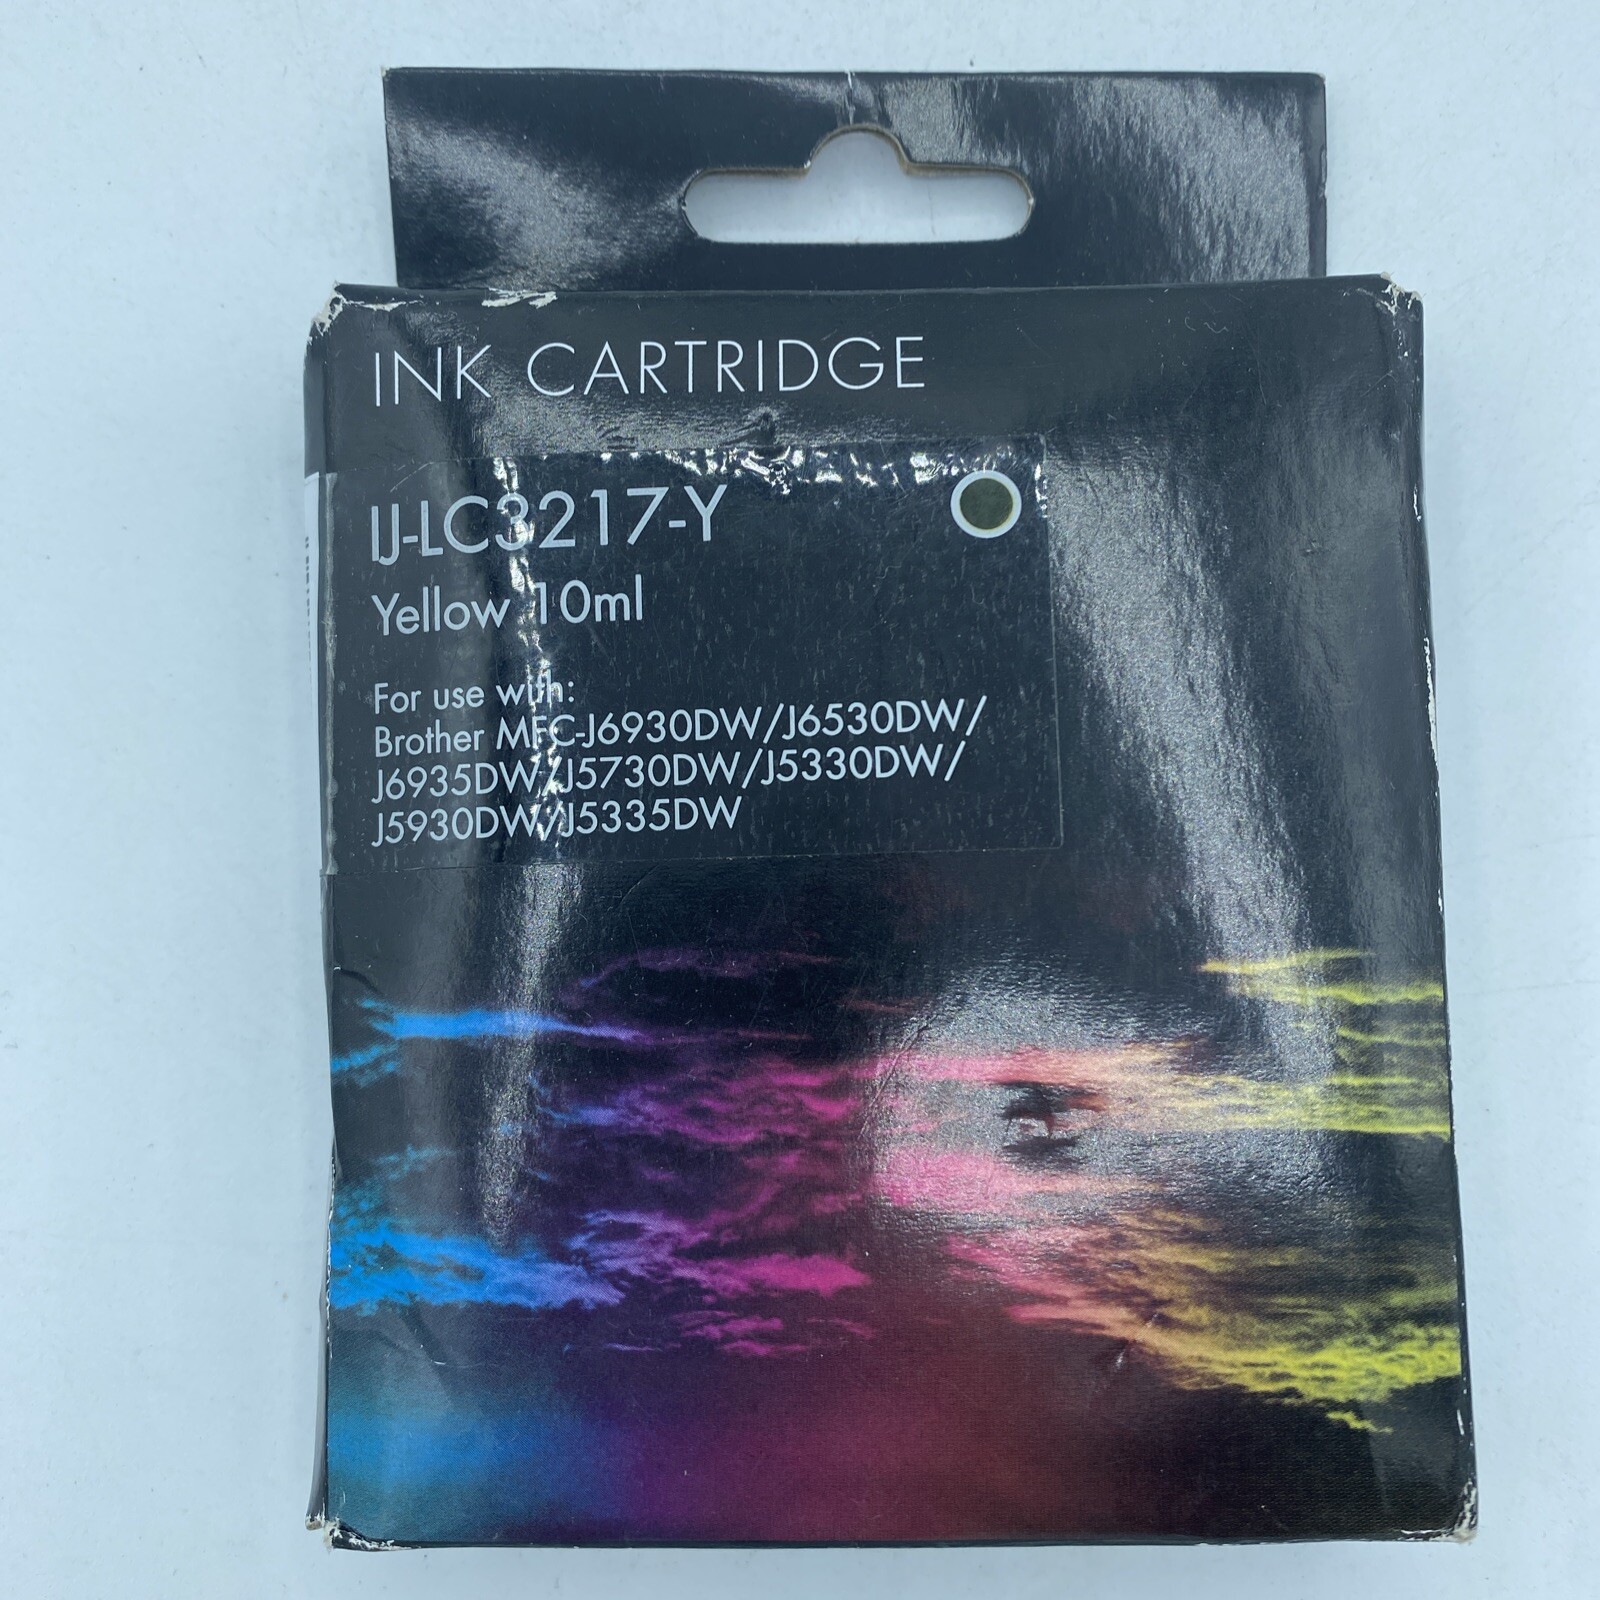 INK CARTRIDGE
IJ-LC3217-Y
Yellow 10ml
For use with:
Brother MFC-J6930DW/J6530DW/
J6935DW/J5730DW/J5330DW/
J5930DW/J5335DW